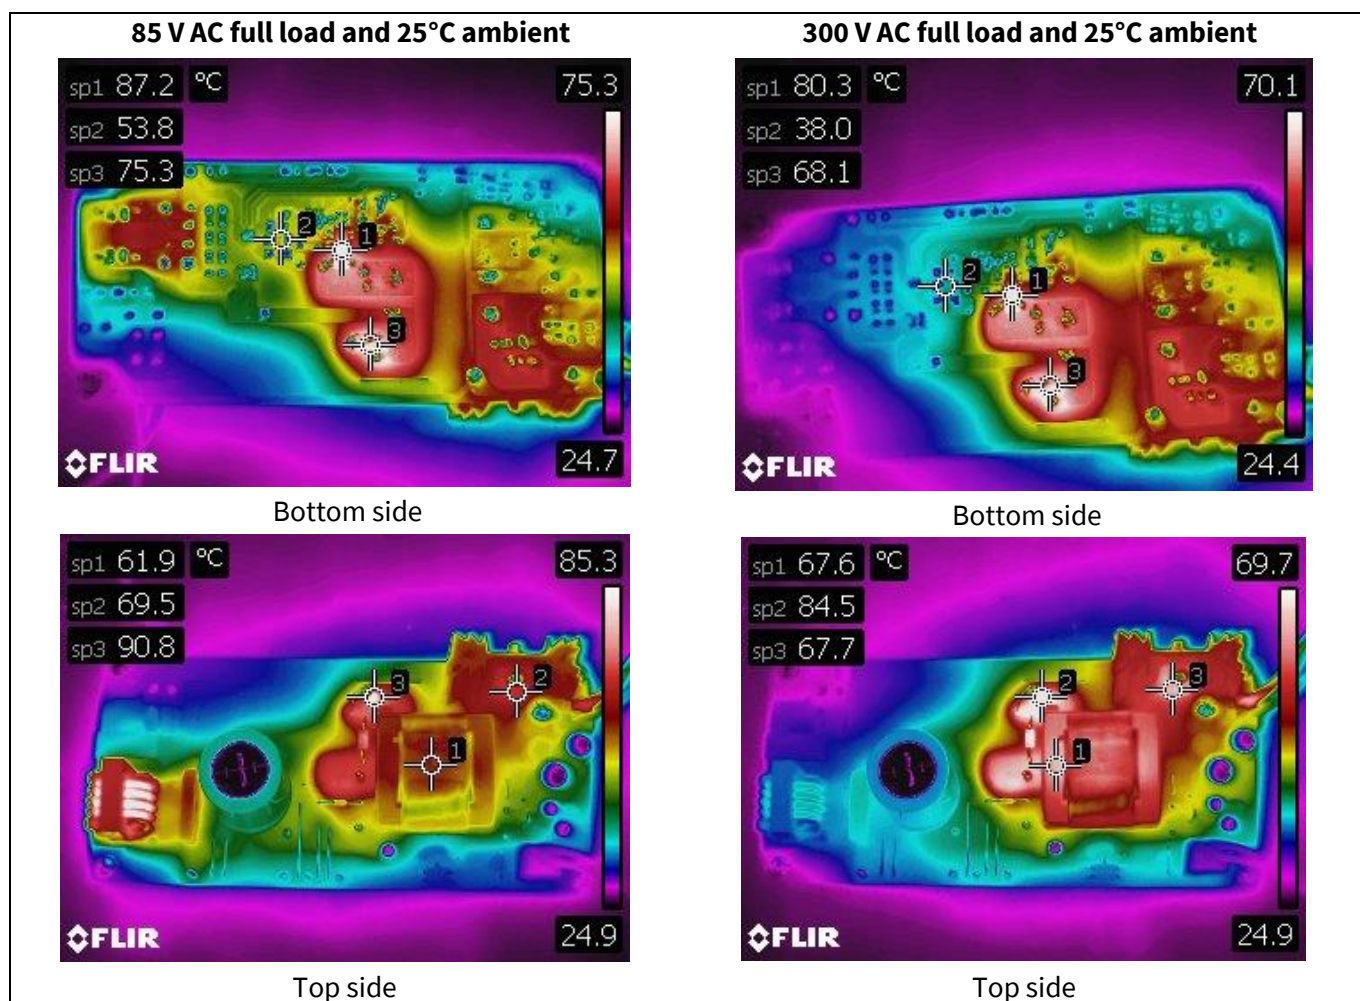 85 V AC full load and 25°C ambient
300 V AC full load and 25°C ambient
sp1 87.2 °C
75.3
sp2 53.8
sp3 75.3
2
1
3
24.7
FLIR
Bottom side
sp1 80.3 °C
70.1
sp2 38.0
sp3 68.1
2
1
3
24.4
FLIR
Bottom side
sp1 61.9 °C
85.3
sp2 69.5
sp3 90.8
3
2
1
24.9
FLIR
Top side
sp1 67.6 °C
69.7
sp2 84.5
sp3 67.7
2
3
1
24.9
FLIR
Top side